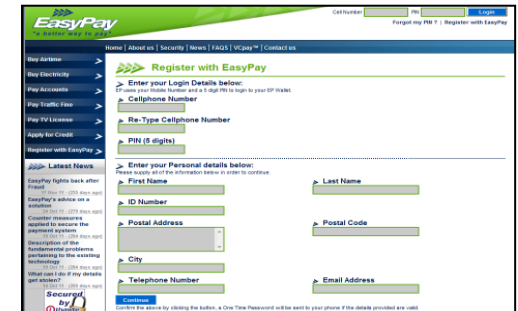 Cell Number PIN Login
EasyPay
"a better way to pay"
Forgot my PIN ? | Register with EasyPay
Home | About us | Security | News | FAQS | VCpay™ | Contact us
Buy Airtime >
Buy Electricity >
Pay Accounts >
Pay Traffic Fine >
Pay TV License >
Apply for Credit >
Register with EasyPay >
Register with EasyPay
Enter your Login Details below:
EP uses your Mobile Number and a 5 digit PIN to login to your EP Wallet.
Cellphone Number
Re-Type Cellphone Number
PIN (5 digits)
Latest News
EasyPay fights back after
Fraud
EasyPay's advice on a
solution
Counter measures
applied to secure the
payment system
Description of the
fundamental problems
pertaining to the existing
technology
What can I do if my details
get stolen?
Secured
by
Enter your Personal details below:
Please supply all of the information below in order to continue.
First Name Last Name
ID Number
Postal Address Postal Code
City
Telephone Number Email Address
Continue
Confirm the above by clicking the button, a One Time Password will be sent to your phone if the details provided are valid.